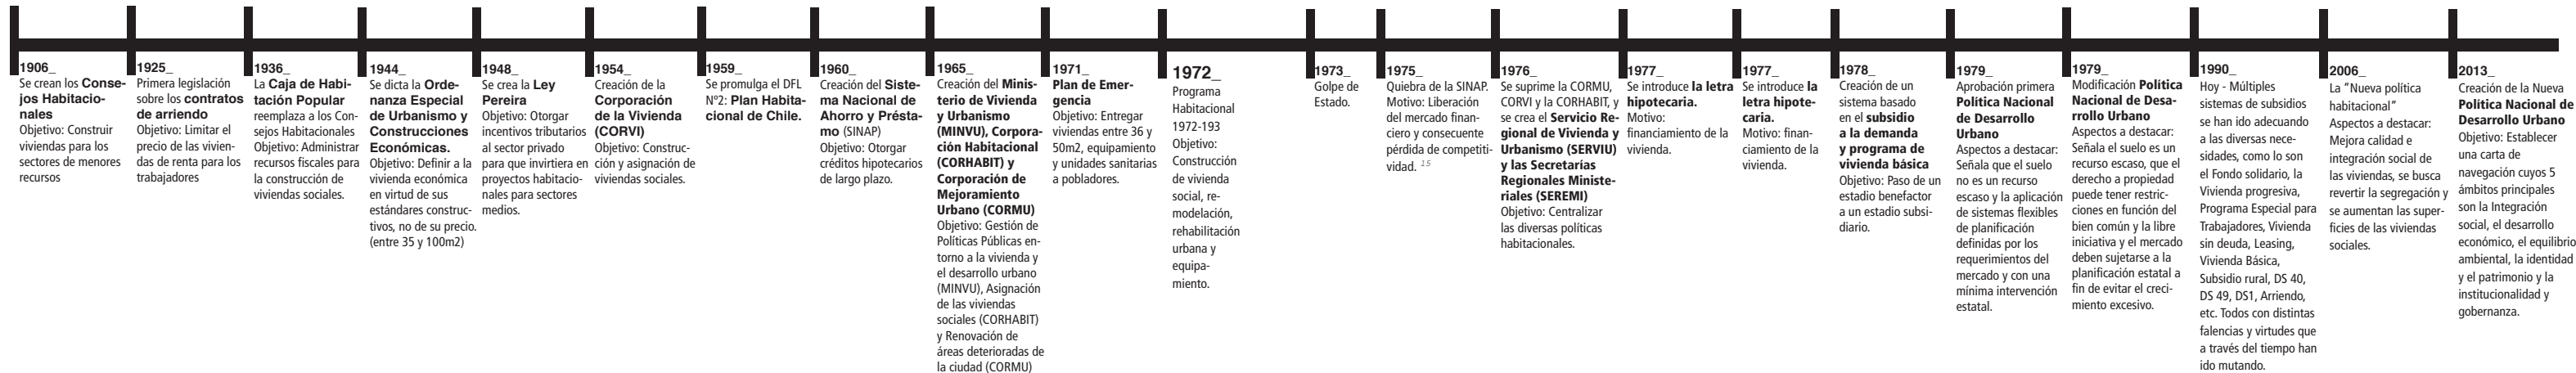 1906_
Se crean los Conse-
jos Habitacio-
nales
Objetivo: Construir
viviendas para los
sectores de menores
recursos
1925_
Primera legislación
sobre los contratos
de arriendo
Objetivo: Limitar el
precio de las vivien-
das de renta para los
trabajadores
1936_
La Caja de Habi-
tación Popular
reemplaza a los Con-
sejos Habitacionales
Objetivo: Administrar
recursos fiscales para
la construcción de
viviendas sociales.
1944_
Se dicta la Orde-
nanza Especial
de Urbanismo y
Construcciones
Económicas.
Objetivo: Definir a la
vivienda económica
en virtud de sus
estándares construc-
tivos, no de su precio.
(entre 35 y 100m2)
1948_
Se crea la Ley
Pereira
Objetivo: Otorgar
incentivos tributarios
al sector privado
para que invirtiera en
proyectos habitacio-
nales para sectores
medios.
1954_
Creación de la
Corporación
de la Vivienda
(CORVI)
Objetivo: Construc-
ción y asignación de
viviendas sociales.
1959_
Se promulga el DFL
Nº2: Plan Habita-
cional de Chile.
1960_
Creación del Siste-
ma Nacional de
Ahorro y Présta-
mo (SINAP)
Objetivo: Otorgar
créditos hipotecarios
de largo plazo.
1965_
Creación del Minis-
terio de Vivienda
y Urbanismo
(MINVU), Corpora-
ción Habitacional
(CORHABIT) y
Corporación de
Mejoramiento
Urbano (CORMU)
Objetivo: Gestión de
Políticas Públicas en-
torno a la vivienda y
el desarrollo urbano
(MINVU), Asignación
de las viviendas
sociales (CORHABIT)
y Renovación de
áreas deterioradas de
la ciudad (CORMU)
1971_
Plan de Emer-
gencia
Objetivo: Entregar
viviendas entre 36 y
50m2, equipamiento
y unidades sanitarias
a pobladores.
1972_
Programa
Habitacional
1972-193
Objetivo:
Construcción
de vivienda
social, re-
modelación,
rehabilitación
urbana y
equipa-
miento.
1973_
Golpe de
Estado.
1975_
Quiebra de la SINAP.
Motivo: Liberación
del mercado finan-
ciero y consecuente
pérdida de competiti-
vidad. 15
1976_
Se suprime la CORMU,
CORVI y la CORHABIT, y
se crea el Servicio Re-
gional de Vivienda y
Urbanismo (SERVIU)
y las Secretarías
Regionales Ministe-
riales (SEREMI)
Objetivo: Centralizar
las diversas políticas
habitacionales.
1977_
Se introduce la letra
hipotecaria.
Motivo:
financiamiento de la
vivienda.
1977_
Se introduce la
letra hipote-
caria.
Motivo: finan-
ciamiento de la
vivienda.
1978_
Creación de un
sistema basado
en el subsidio
a la demanda
y programa de
vivienda básica
Objetivo: Paso de un
estadio benefactor
a un estadio subsi-
diario.
1979_
Aprobación primera
Política Nacional
de Desarrollo
Urbano
Aspectos a destacar:
Señala que el suelo
no es un recurso
escaso y la aplicación
de sistemas flexibles
de planificación
definidas por los
requerimientos del
mercado y con una
mínima intervención
estatal.
1979_
Modificación Política
Nacional de Desa-
rrollo Urbano
Aspectos a destacar:
Señala el suelo es un
recurso escaso, que el
derecho a propiedad
puede tener restric-
ciones en función del
bien común y la libre
iniciativa y el mercado
deben sujetarse a la
planificación estatal a
fin de evitar el creci-
miento excesivo.
1990_
Hoy - Múltiples
sistemas de subsidios
se han ido adecuando
a las diversas nece-
sidades, como lo son
el Fondo solidario, la
Vivienda progresiva,
Programa Especial para
Trabajadores, Vivienda
sin deuda, Leasing,
Vivienda Básica,
Subsidio rural, DS 40,
DS 49, DS1, Arriendo,
etc. Todos con distintas
falencias y virtudes que
a través del tiempo han
ido mutando.
2006_
La “Nueva política
habitacional”
Aspectos a destacar:
Mejora calidad e
integración social de
las viviendas, se busca
revertir la segregación y
se aumentan las super-
ficies de las viviendas
sociales.
2013_
Creación de la Nueva
Política Nacional de
Desarrollo Urbano
Objetivo: Establecer
una carta de
navegación cuyos 5
ámbitos principales
son la Integración
social, el desarrollo
económico, el equilibrio
ambiental, la identidad
y el patrimonio y la
institucionalidad y
gobernanza.